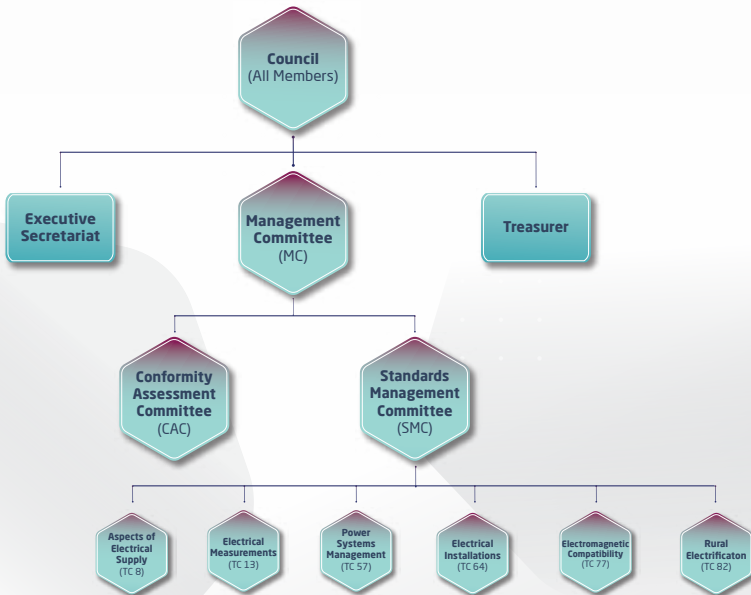 Council
(All Members)
Executive
Secretariat
Management
Committee
(MC)
Treasurer
Conformity
Assessment
Committee
(CAC)
Standards
Management
Committee
(SMC)
Aspects of
Electrical
Supply
(TC 8)
Electrical
Measurements
(TC 13)
Power
Systems
Management
(TC 57)
Electrical
Installations
(TC 64)
Electromagnetic
Compatibility
(TC 77)
Rural
Electrificaton
(TC 82)